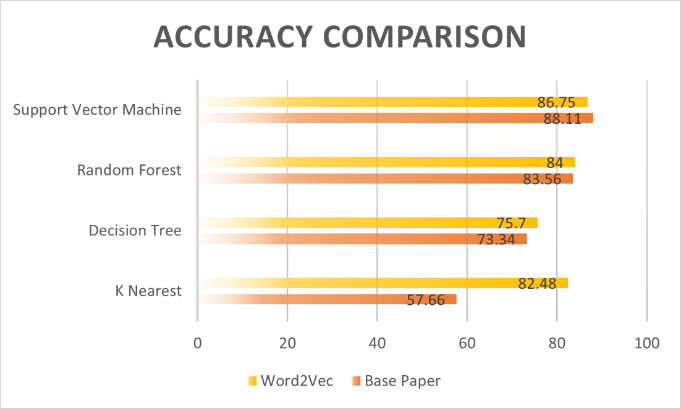 ACCURACY COMPARISON
Support Vector Machine
86.75
88.11
Random Forest
84
83.56
Decision Tree
75.7
73.34
K Nearest
82.48
57.66
0 20 40 60 80 100
Word2Vec Base Paper